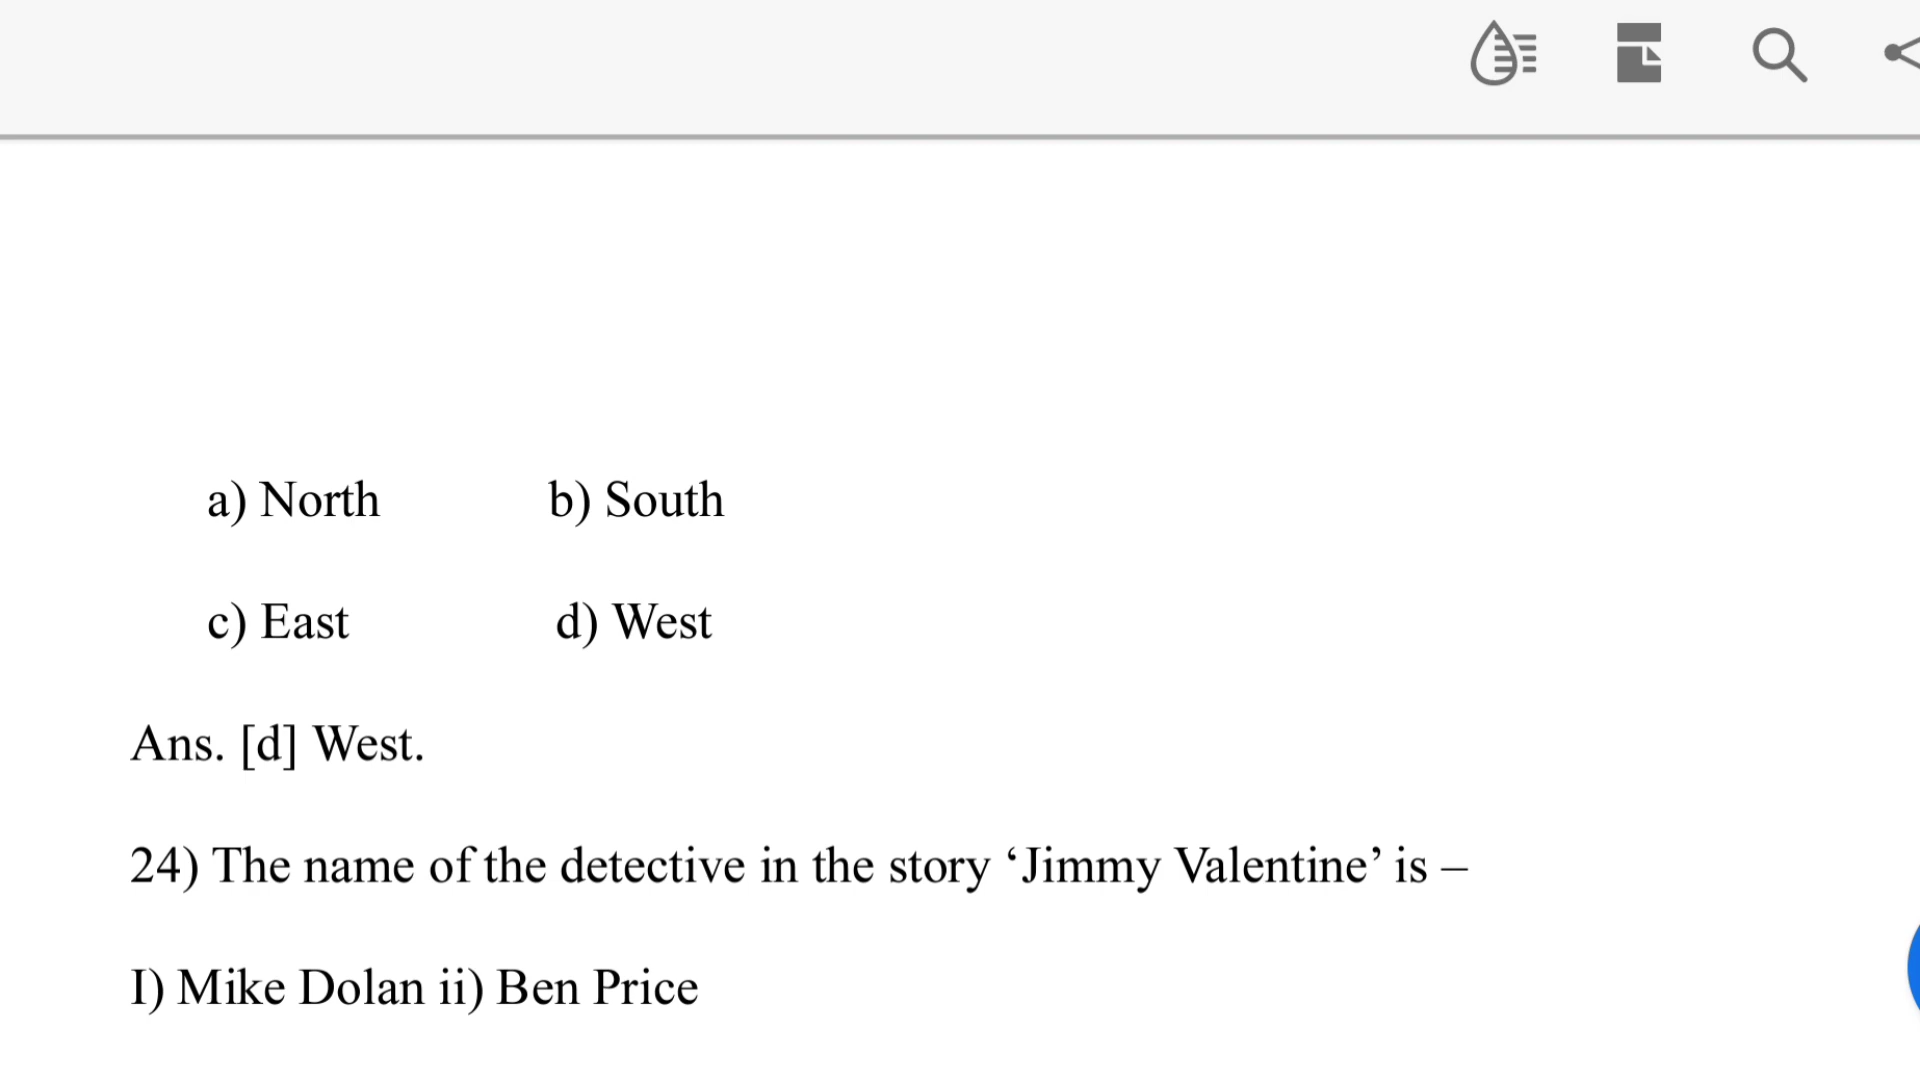 a) North b) South
c) East d) West
Ans. [d] West.
24) The name of the detective in the story ‘Jimmy Valentine’ is –
I) Mike Dolan ii) Ben Price